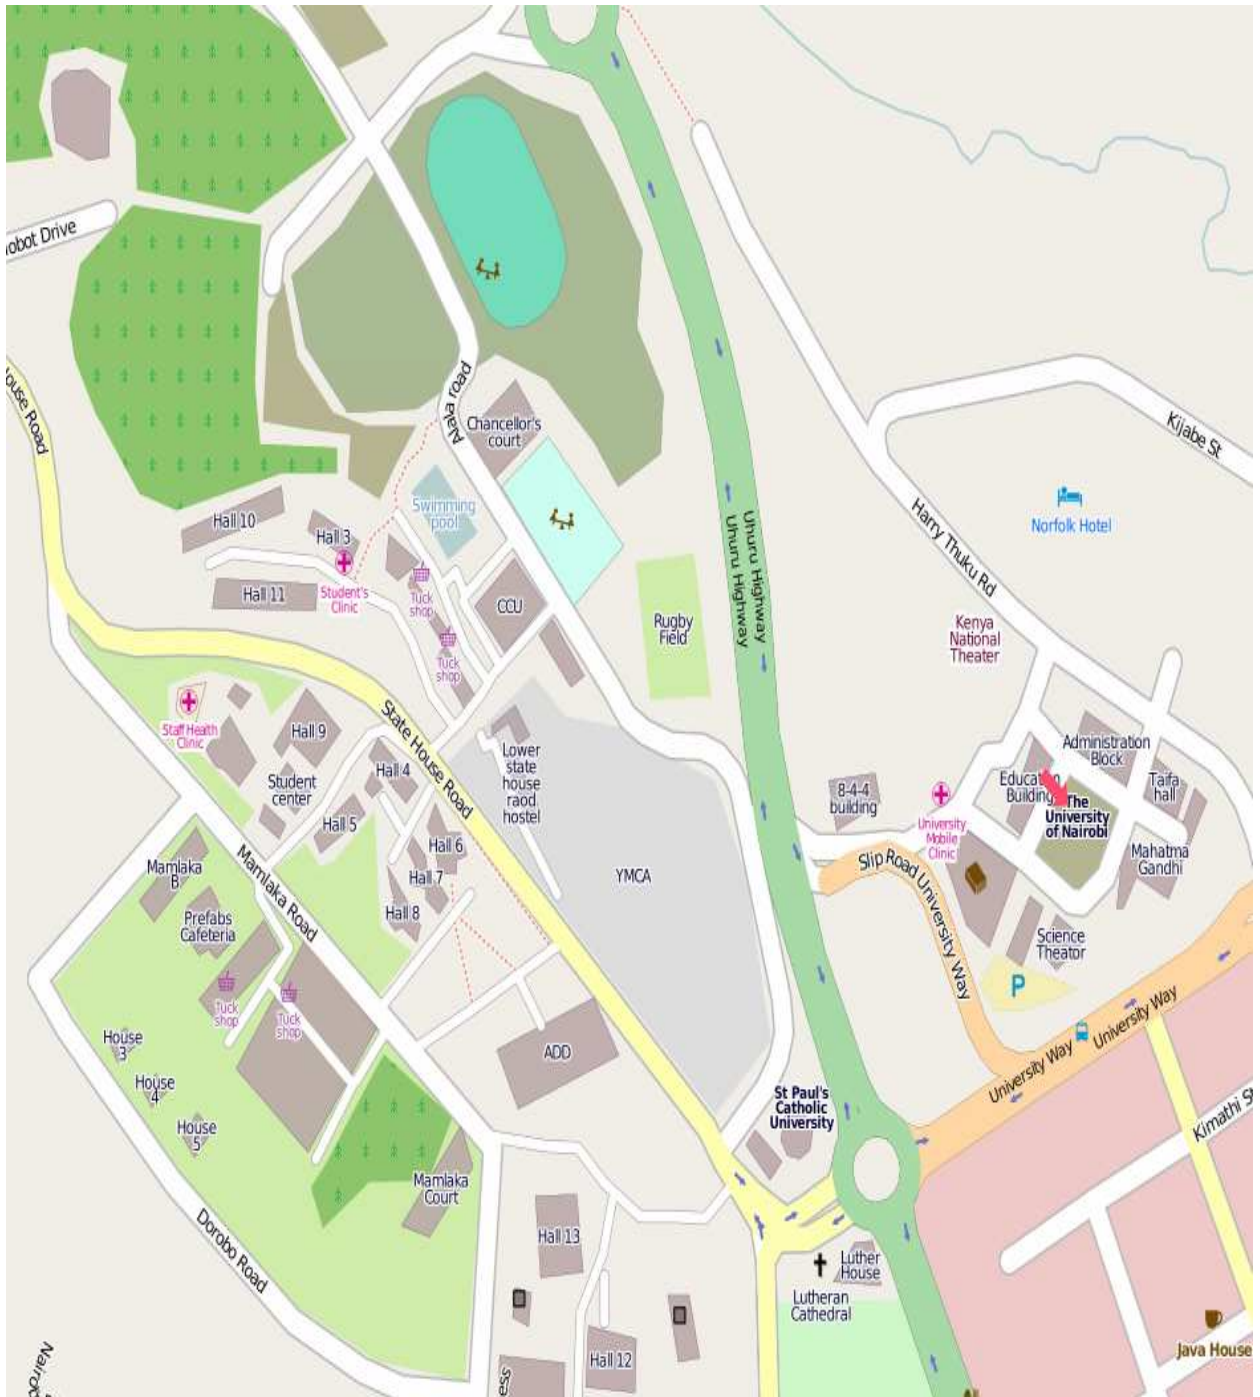 obot Drive
ouse Road
Alala road
Chancellor's
court
Swimming
pool
Hall 10
Hall 3
Student's
Clinic
Hall 11
Tuck
shop
Tuck
shop
CCU
Rugby
Field
Uhuru Highway
Uhuru Highway
Kijabe St
Norfolk Hotel
Harry Thuku Rd
Kenya
National
Theater
Staff Health
Clinic
Hall 9
Student
center
State House Road
Hall 4
Hall 5
Hall 6
Hall 7
Hall 8
Lower
state
house
raod
hostel
YMCA
8-4-4
building
University
Mobile
Clinic
Education
Building
Administration
Block
Taifa
hall
The
University
of Nairobi
Mahatma
Gandhi
Slip Road University Way
Science
Theator
P
Mamlaka Road
Mamlaka
B
Prefabs
Cafeteria
Tuck
shop
Tuck
shop
House
3
House
4
House
5
ADD
University Way
University Way
Kimathi St
St Paul's
Catholic
University
Mamlaka
Court
Dorobo Road
Hall 13
Luther
House
Lutheran
Cathedral
Hall 12
Java House
ess